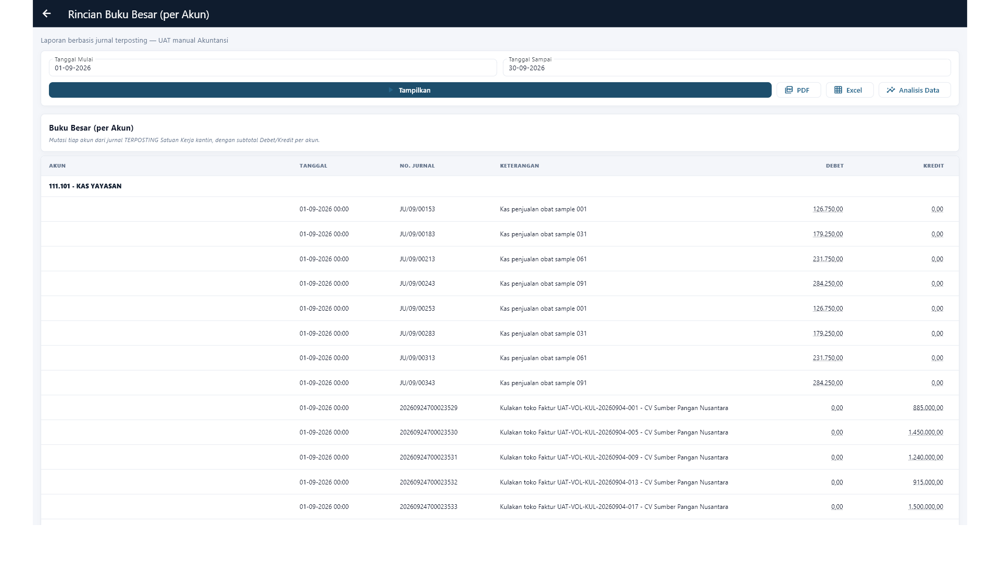 Rincian Buku Besar (per Akun)
Laporan berbasis jurnal terposting — UAT manual Akuntansi
Tanggal Mulai
01-09-2026
Tanggal Sampai
30-09-2026
Tampilkan
PDF
Excel
Analisis Data
Buku Besar (per Akun)
Mutasi tiap akun dari jurnal TERPOSTING Satuan Kerja kantin, dengan subtotal Debet/Kredit per akun.
AKUN TANGGAL NO. JURNAL KETERANGAN DEBET KREDIT
111.101 - KAS YAYASAN
01-09-2026 00:00 JU/09/00153 Kas penjualan obat sample 001 126.750,00 0,00
01-09-2026 00:00 JU/09/00183 Kas penjualan obat sample 031 179.250,00 0,00
01-09-2026 00:00 JU/09/00213 Kas penjualan obat sample 061 231.750,00 0,00
01-09-2026 00:00 JU/09/00243 Kas penjualan obat sample 091 284.250,00 0,00
01-09-2026 00:00 JU/09/00253 Kas penjualan obat sample 001 126.750,00 0,00
01-09-2026 00:00 JU/09/00283 Kas penjualan obat sample 031 179.250,00 0,00
01-09-2026 00:00 JU/09/00313 Kas penjualan obat sample 061 231.750,00 0,00
01-09-2026 00:00 JU/09/00343 Kas penjualan obat sample 091 284.250,00 0,00
01-09-2026 00:00 20260924700023529 Kulakan toko Faktur UAT-VOL-KUL-20260904-001 - CV Sumber Pangan Nusantara 0,00 885.000,00
01-09-2026 00:00 20260924700023530 Kulakan toko Faktur UAT-VOL-KUL-20260904-005 - CV Sumber Pangan Nusantara 0,00 1.450.000,00
01-09-2026 00:00 20260924700023531 Kulakan toko Faktur UAT-VOL-KUL-20260904-009 - CV Sumber Pangan Nusantara 0,00 1.240.000,00
01-09-2026 00:00 20260924700023532 Kulakan toko Faktur UAT-VOL-KUL-20260904-013 - CV Sumber Pangan Nusantara 0,00 915.000,00
01-09-2026 00:00 20260924700023533 Kulakan toko Faktur UAT-VOL-KUL-20260904-017 - CV Sumber Pangan Nusantara 0,00 1.500.000,00